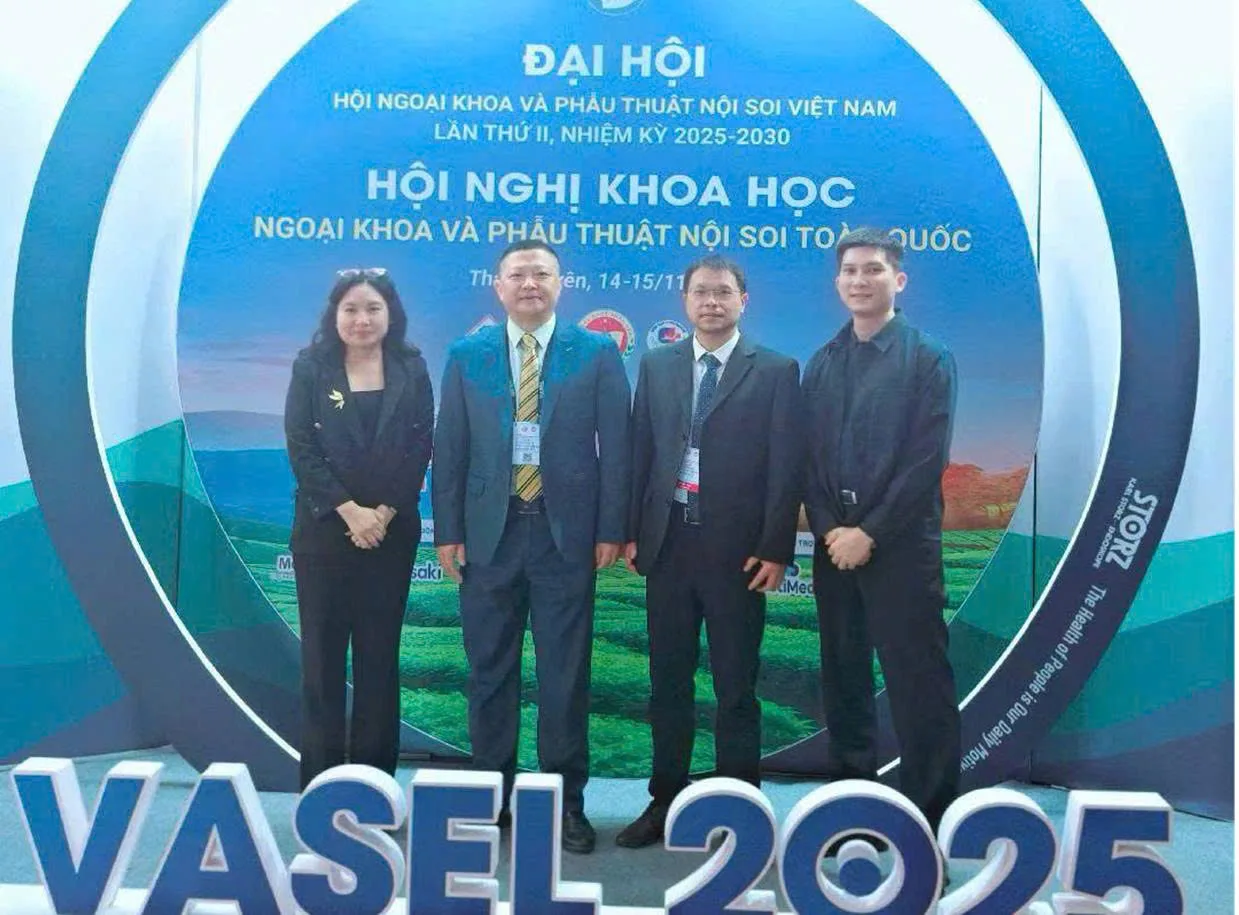 ĐẠI HỘI
HỘI NGOẠI KHOA VÀ PHẪU THUẬT NỘI SOI VIỆT NAM
LẦN THỨ II, NHIỆM KỲ 2025-2030
HỘI NGHỊ KHOA HỌC
NGOẠI KHOA VÀ PHẪU THUẬT NỘI SOI TOÀ QUỐC
14-15/11
STORZ
KARL STORZ - ENDOSKOPE
The Health of People is Our Daily Motiv
VASEL 2025